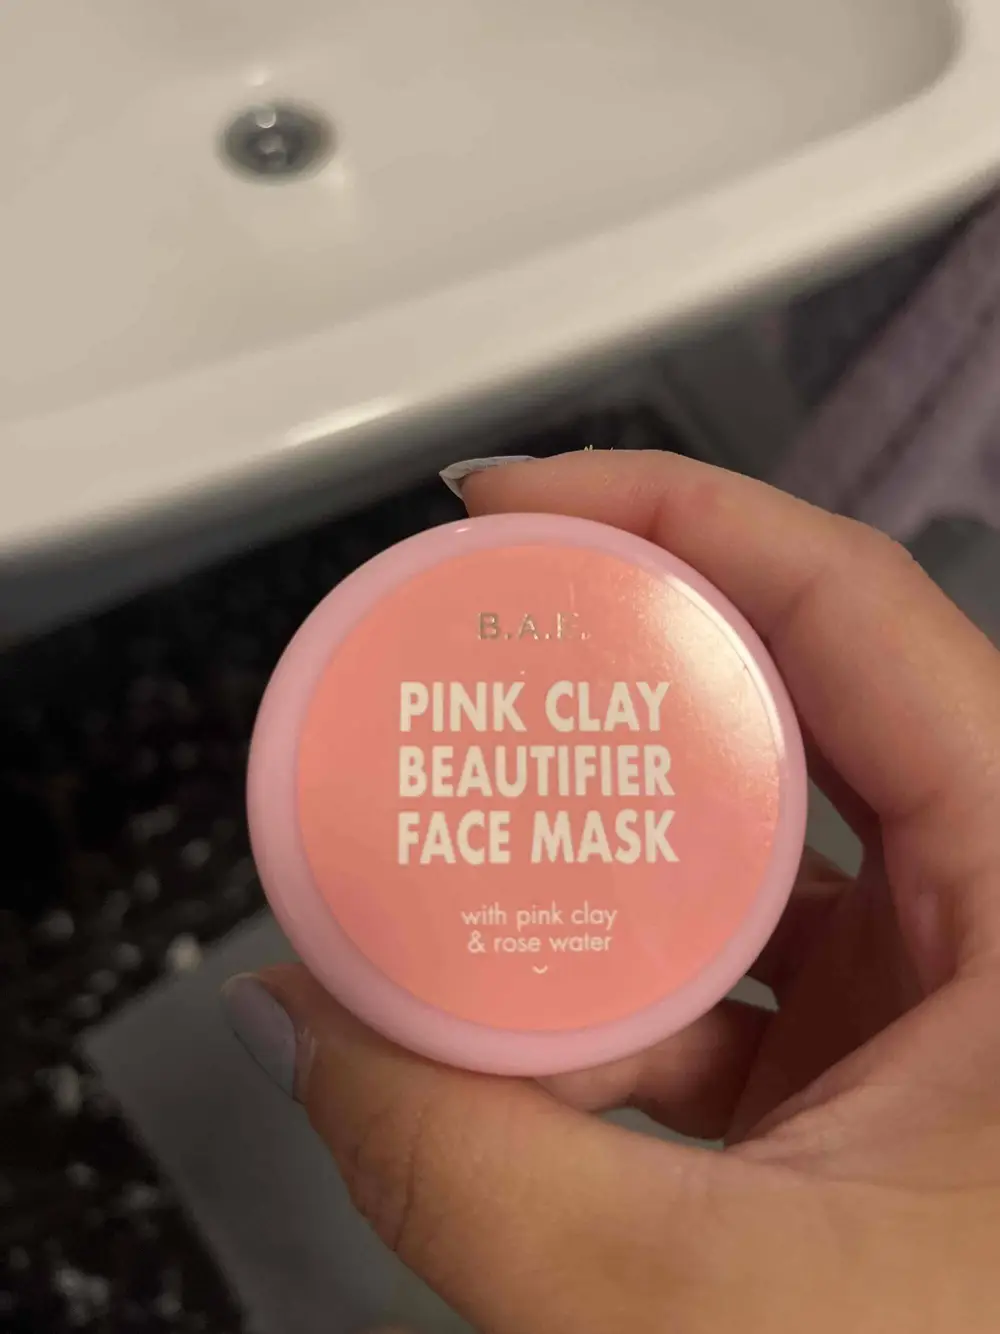 B.A.E.
PINK CLAY
BEAUTIFIER
FACE MASK
with pink clay
& rose water